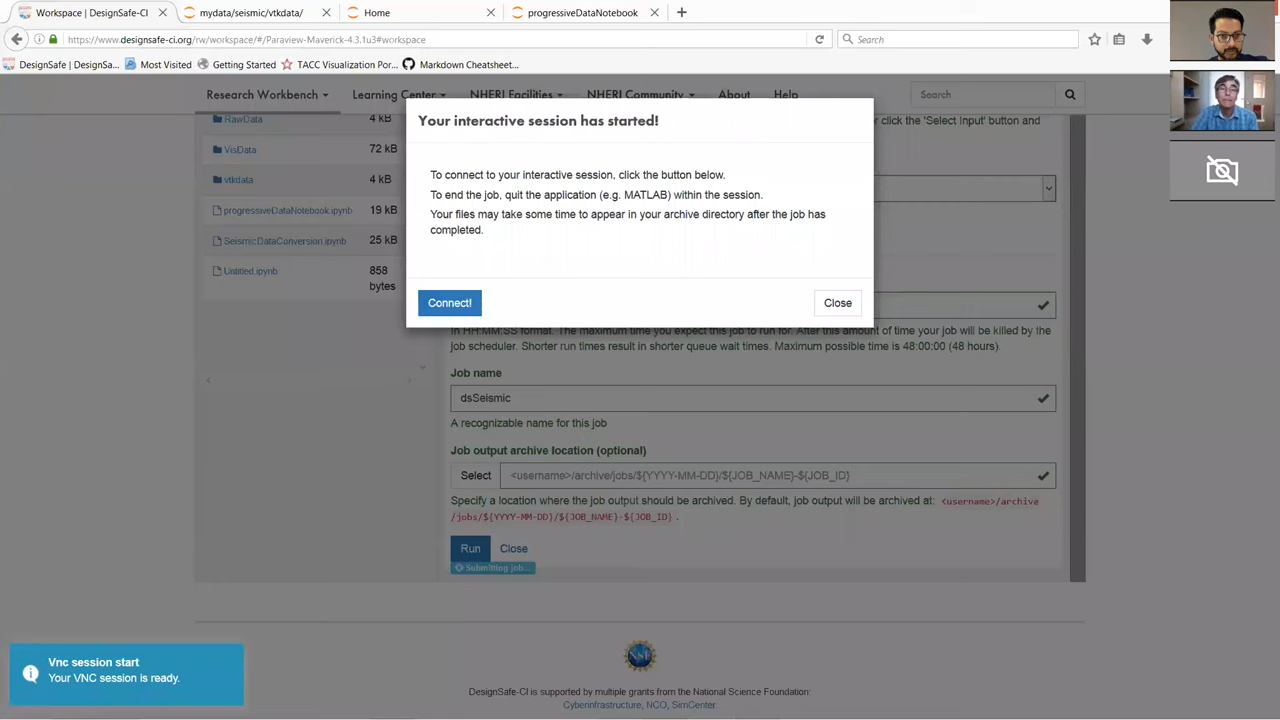 Workspace | DesignSafe-CI
mydata/seismic/vtkdata/
Home
progressiveDataNotebook
https://www.designsafe-ci.org/rw/workspace/#/Paraview-Maverick-4.3.1u3#workspace
Search
DesignSafe | DesignSa...
Most Visited
Getting Started
TACC Visualization Por...
Markdown Cheatsheet...
Research Workbench
Learning Center
NHERI Facilities
NHERI Community
About
Help
Search
RawData
4 kB
or click the 'Select Input' button and
VisData
72 kB
vtkdata
4 kB
progressiveDataNotebook.ipynb
19 kB
SeismicDataConversion.ipynb
25 kB
Untitled.ipynb
858
bytes
Your interactive session has started!
To connect to your interactive session, click the button below.
To end the job, quit the application (e.g. MATLAB) within the session.
Your files may take some time to appear in your archive directory after the job has
completed.
Connect!
Close
In HH:MM:SS format. The maximum time you expect this job to run for. After this amount of time your job will be killed by the
job scheduler. Shorter run times result in shorter queue wait times. Maximum possible time is 48:00:00 (48 hours).
Job name
dsSeismic
A recognizable name for this job
Job output archive location (optional)
Select
<username>/archive/jobs/${YYYY-MM-DD}/${JOB_NAME}-${JOB_ID}
Specify a location where the job output should be archived. By default, job output will be archived at: <username>/archive
/jobs/${YYYY-MM-DD}/${JOB_NAME}-${JOB_ID} .
Run
Close
Submitting job...
Vnc session start
Your VNC session is ready.
NSF
DesignSafe-CI is supported by multiple grants from the National Science Foundation:
Cyberinfrastructure, NCO, SimCenter